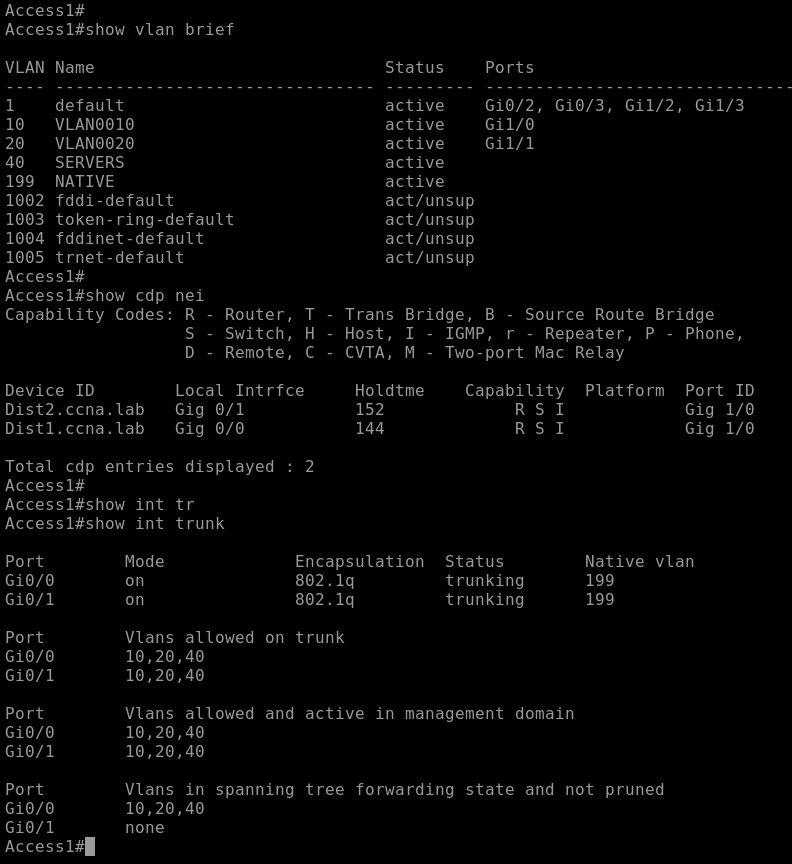 Access1#
Access1#show vlan brief
VLAN Name                             Status    Ports
---- -------------------------------- --------- -------------------------------
1    default                          active    Gi0/2, Gi0/3, Gi1/2, Gi1/3
10   VLAN0010                         active    Gi1/0
20   VLAN0020                         active    Gi1/1
40   SERVERS                          active
199  NATIVE                           active
1002 fddi-default                     act/unsup
1003 token-ring-default               act/unsup
1004 fddinet-default                  act/unsup
1005 trnet-default                    act/unsup
Access1#
Access1#show cdp nei
Capability Codes: R - Router, T - Trans Bridge, B - Source Route Bridge
                  S - Switch, H - Host, I - IGMP, r - Repeater, P - Phone,
                  D - Remote, C - CVTA, M - Two-port Mac Relay
Device ID        Local Intrfce     Holdtme    Capability  Platform  Port ID
Dist2.ccna.lab   Gig 0/1           152             R S I            Gig 1/0
Dist1.ccna.lab   Gig 0/0           144             R S I            Gig 1/0
Total cdp entries displayed : 2
Access1#
Access1#show int tr
Access1#show int trunk
Port        Mode             Encapsulation  Status        Native vlan
Gi0/0       on               802.1q         trunking      199
Gi0/1       on               802.1q         trunking      199
Port        Vlans allowed on trunk
Gi0/0       10,20,40
Gi0/1       10,20,40
Port        Vlans allowed and active in management domain
Gi0/0       10,20,40
Gi0/1       10,20,40
Port        Vlans in spanning tree forwarding state and not pruned
Gi0/0       10,20,40
Gi0/1       none
Access1#